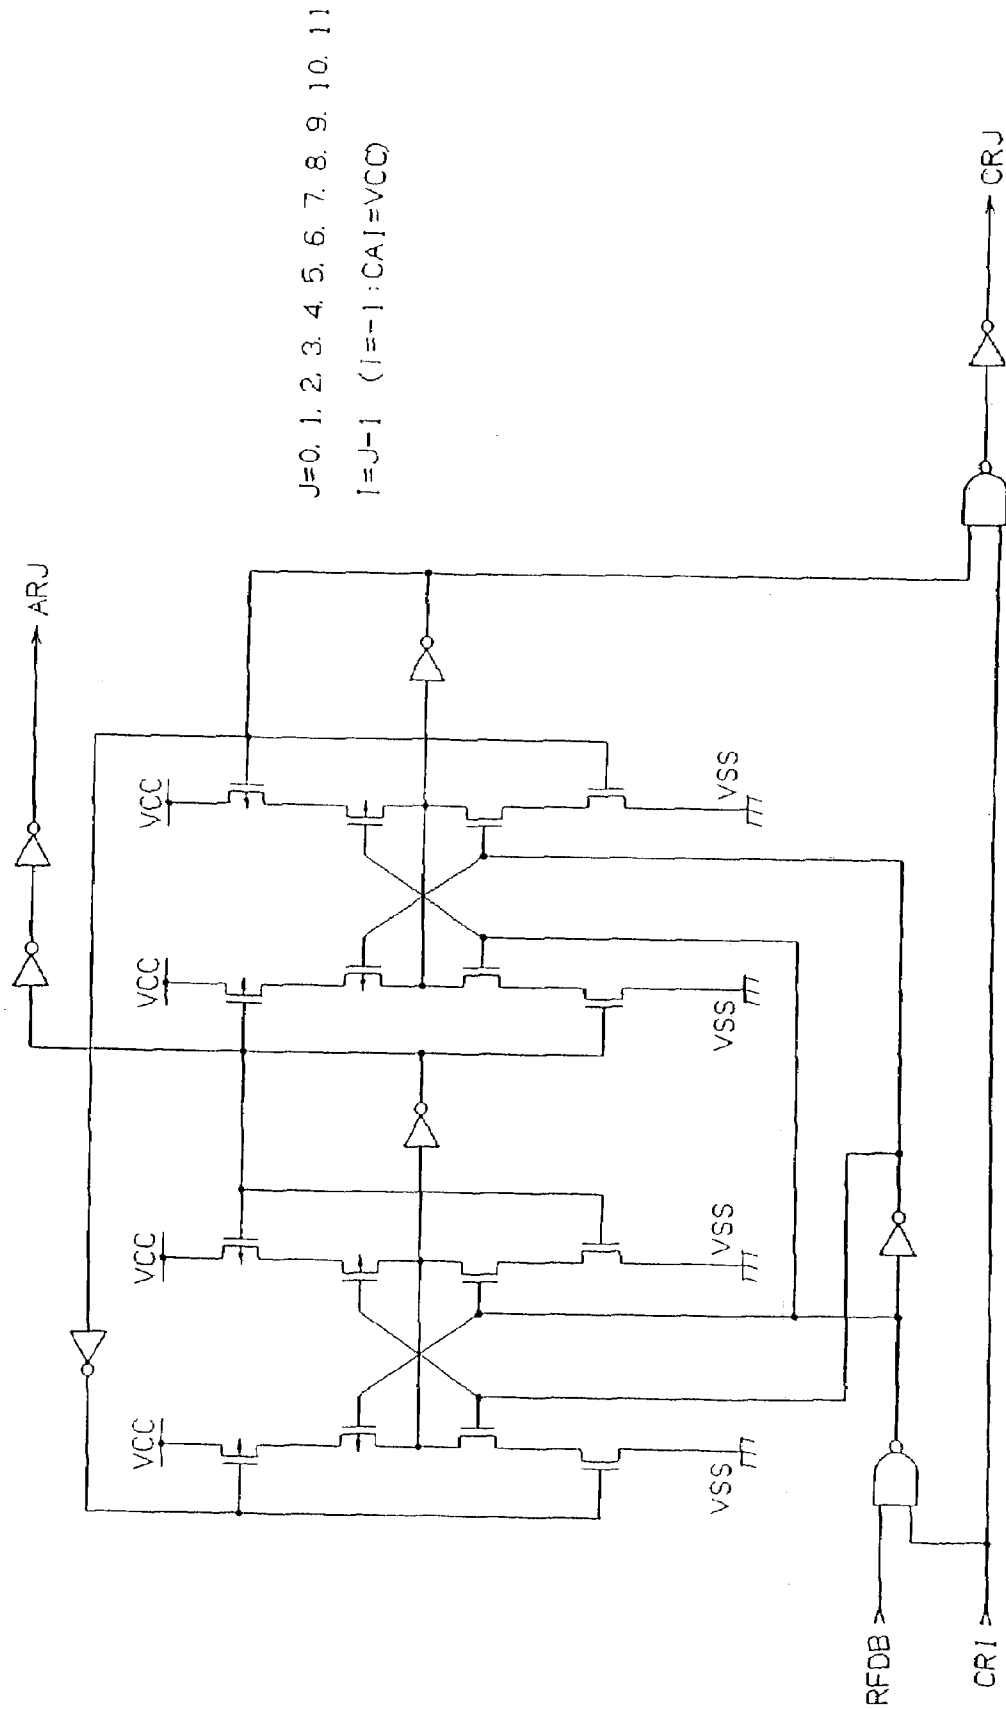 ARJ
J=0. 1. 2. 3. 4. 5. 6. 7. 8. 9. 10. 11
I=J-1 (I=-1:CAI=VCC)
VCC
VCC
VCC
VCC
VSS
VSS
VSS
VSS
RFDB
CRI
CRJ